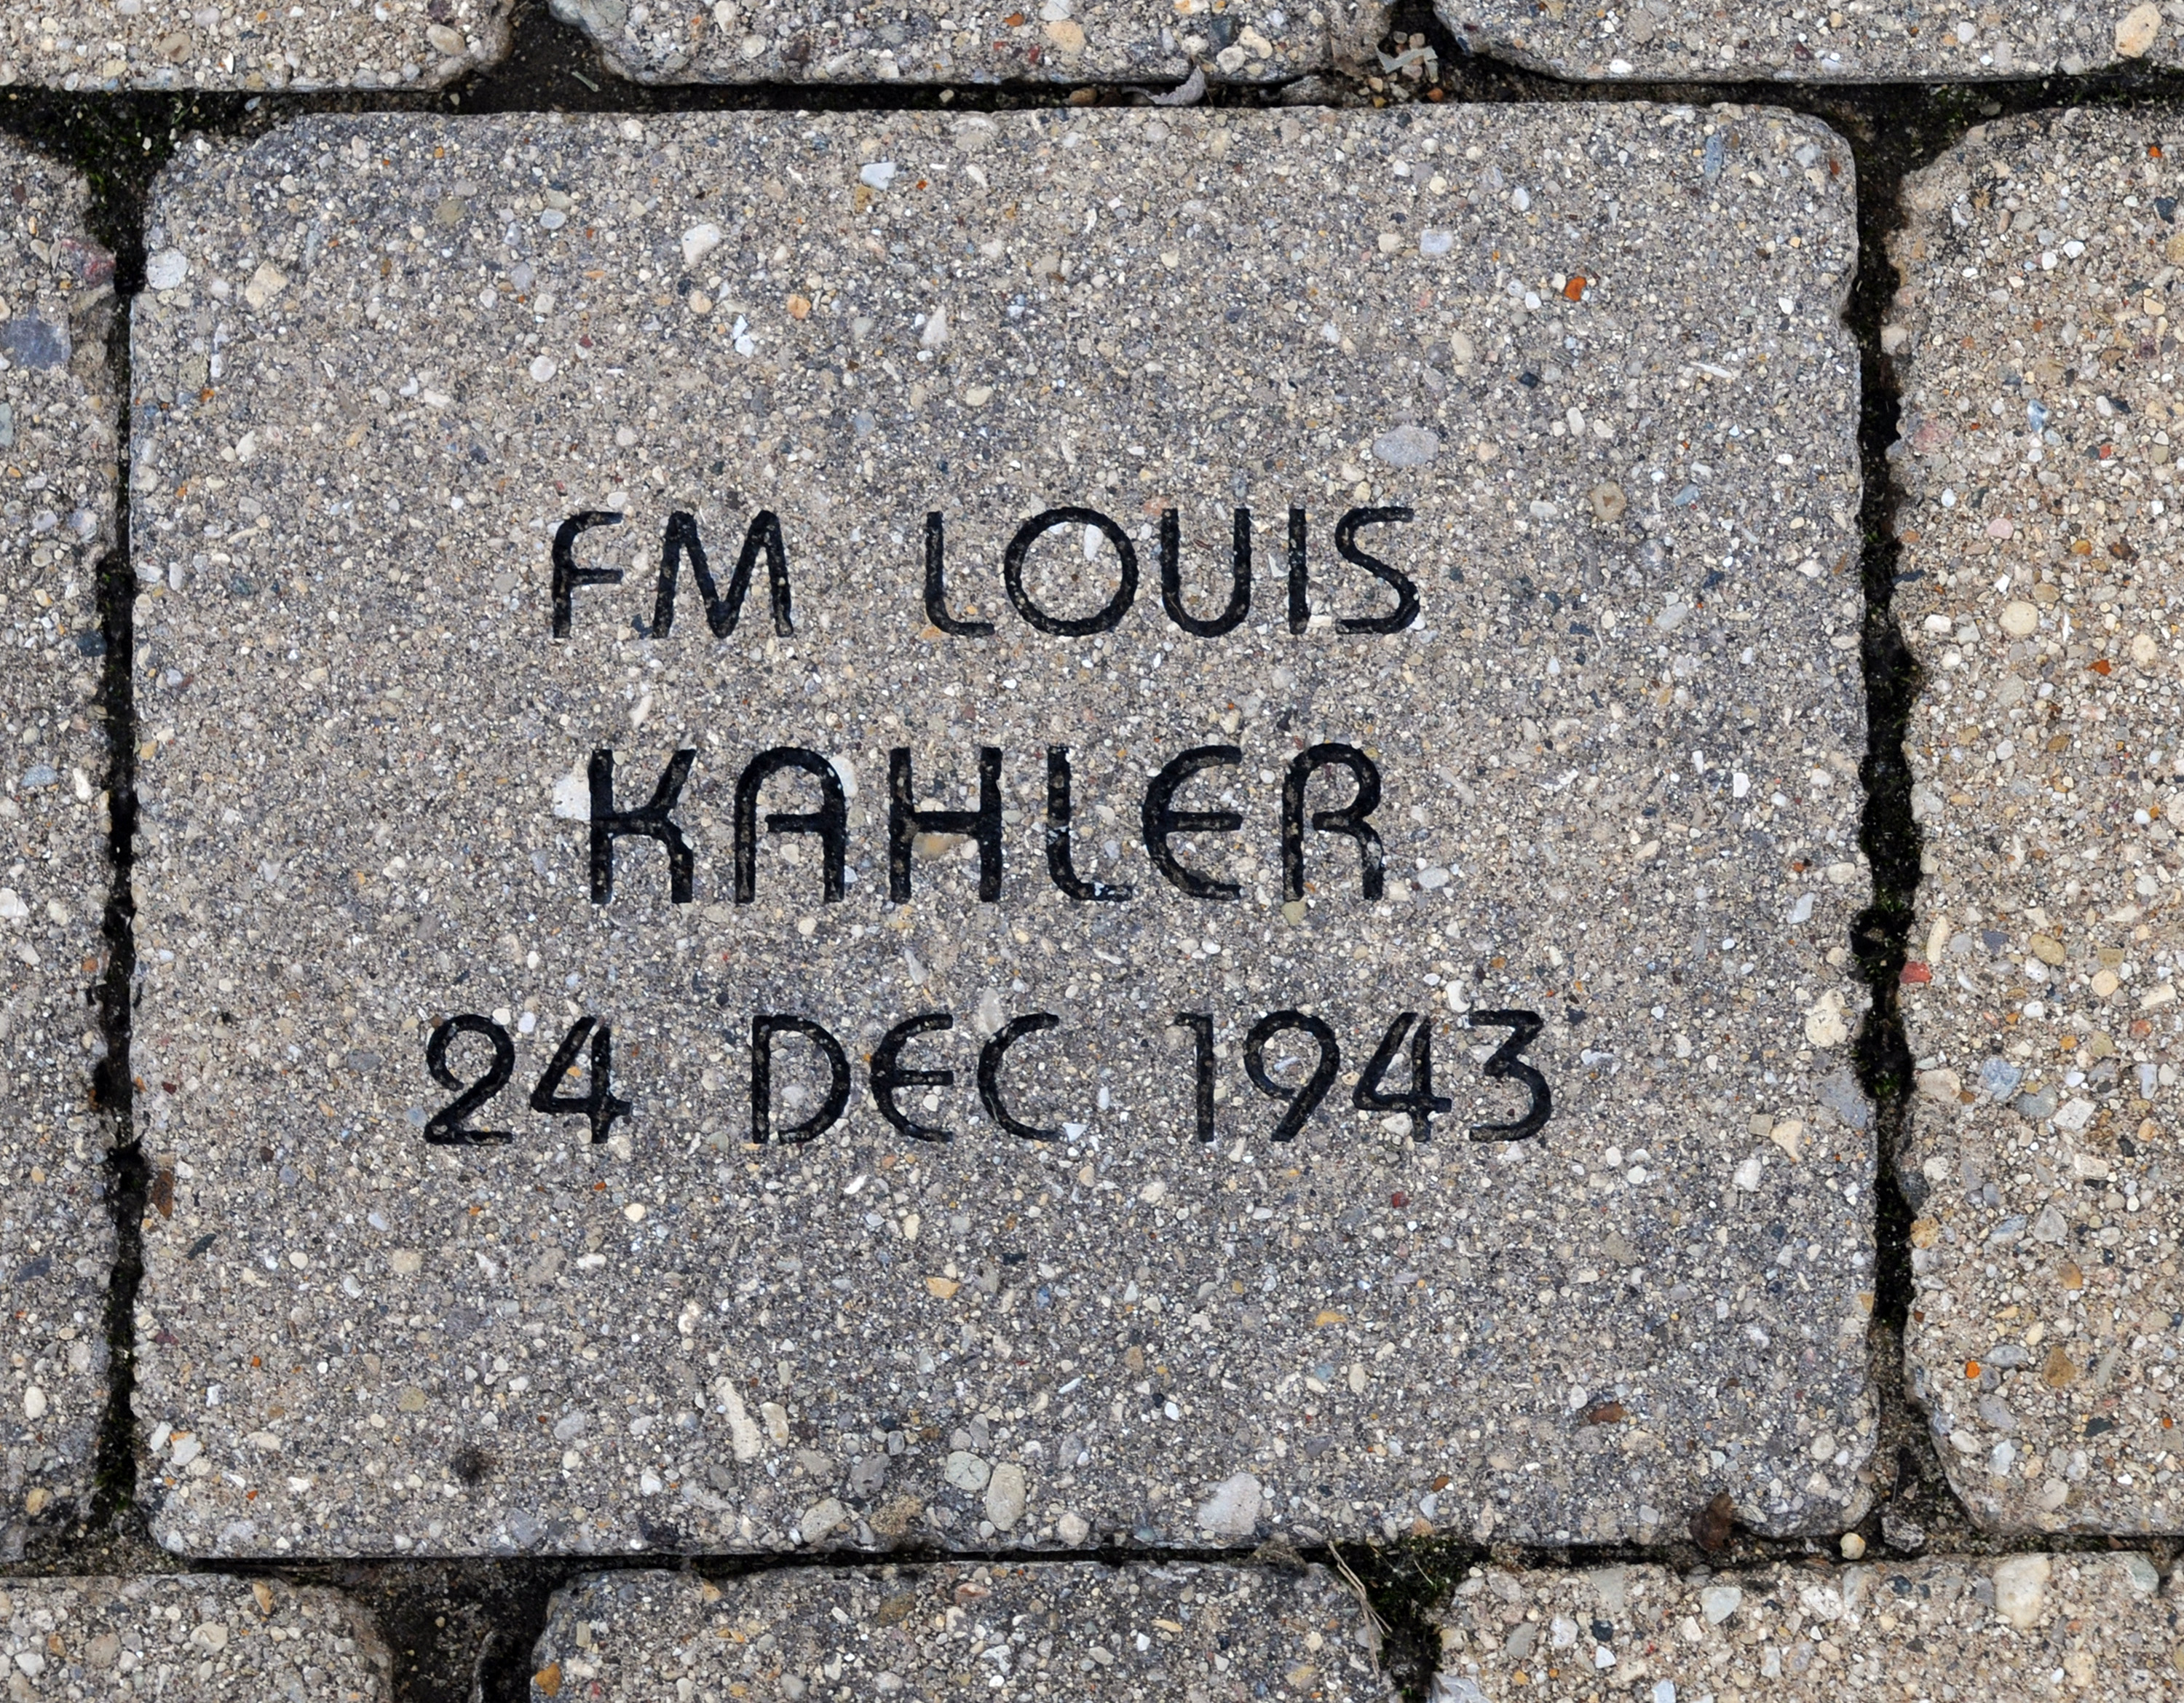 FM LOUIS
KAHLER
24 DEC 1943